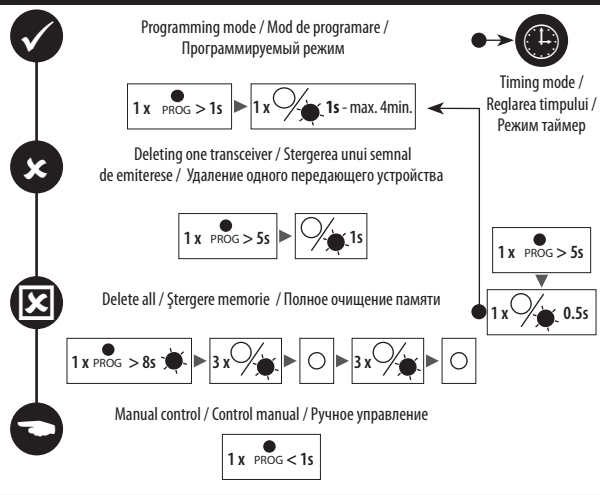 Programming mode / Mod de programare /
Программируемый режим
1 x PROG > 1s
1 x 1s - max. 4min.
Timing mode /
Reglarea timpului /
Режим таймер
Deleting one transceiver / Stergerea unui semnal
de emiterese / Удаление одного передающего устройства
1 x PROG > 5s
1s
1 x PROG > 5s
1 x 0.5s
Delete all / Ştergere memorie / Полное очищение памяти
1 x PROG > 8s
3 x
3 x
Manual control / Control manual / Ручное управление
1 x PROG < 1s